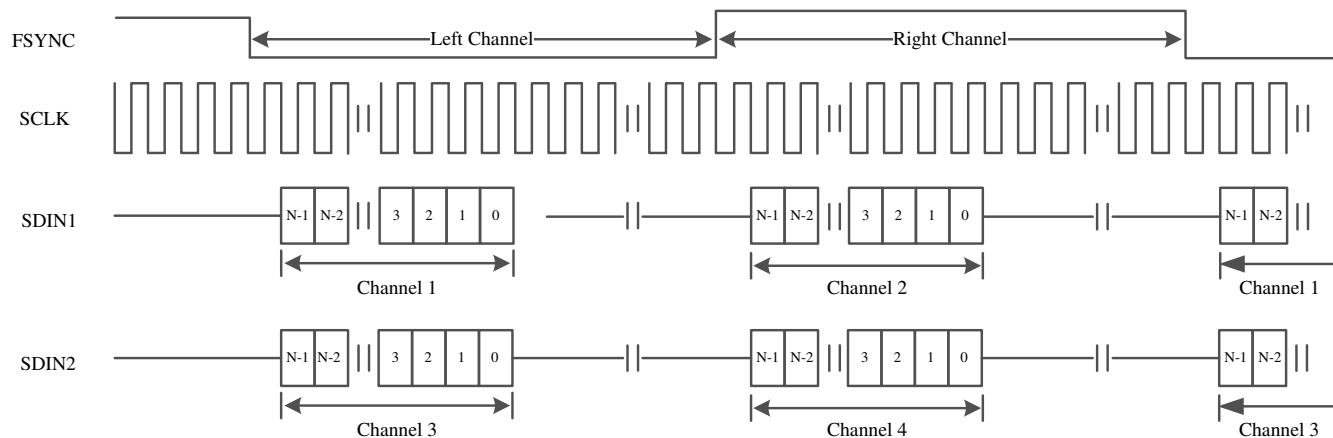 FSYNC
Left Channel
Right Channel
SCLK
SDIN1
N-1 N-2 3 2 1 0
N-1 N-2 3 2 1 0
N-1 N-2
Channel 1
Channel 2
Channel 1
SDIN2
N-1 N-2 3 2 1 0
N-1 N-2 3 2 1 0
N-1 N-2
Channel 3
Channel 4
Channel 3